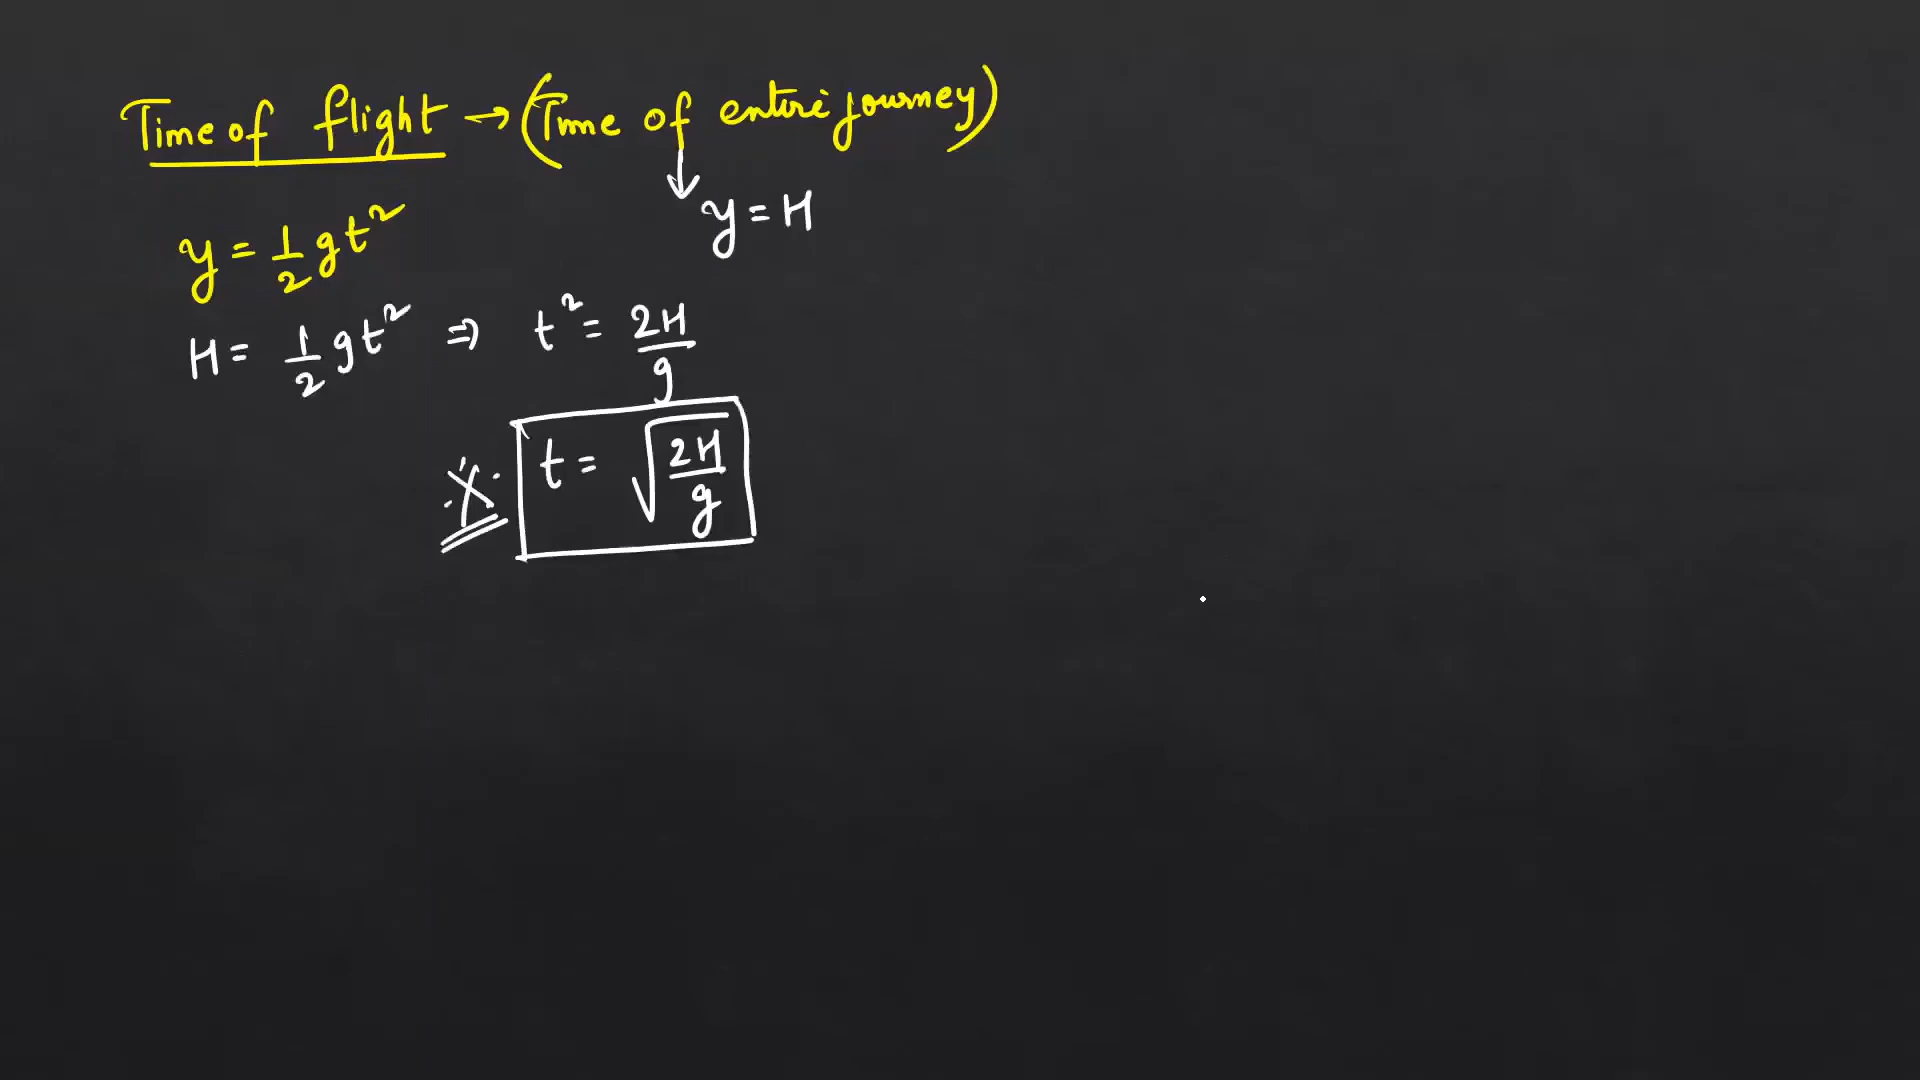 Time of flight → (Time of entire journey)
y = H
y = 1/2 gt²
H = 1/2 gt² ⇒ t² = 2H/g
t = √(2H/g)